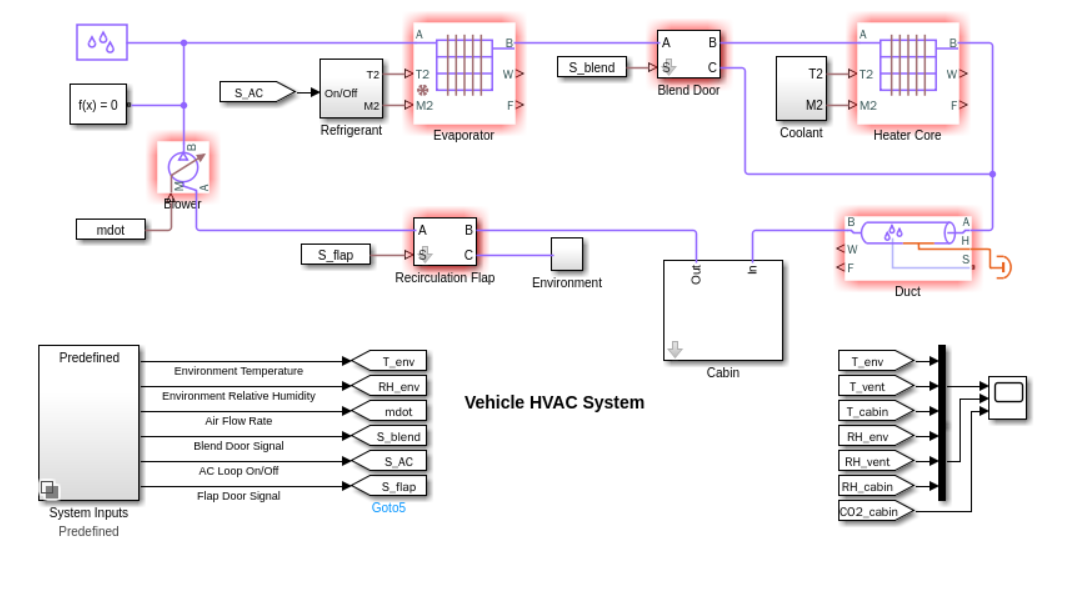 A
B
T2
W
M2
F
Evaporator
S_AC
On/Off
T2
M2
Refrigerant
S_blend
A
B
S
C
Blend Door
T2
M2
Coolant
A
B
T2
W
M2
F
Heater Core
f(x) = 0
B
M
A
Blower
mdot
S_flap
A
B
S
C
Recirculation Flap
Environment
Out
In
Cabin
B
A
W
H
F
S
Duct
Predefined
Environment Temperature
Environment Relative Humidity
Air Flow Rate
Blend Door Signal
AC Loop On/Off
Flap Door Signal
System Inputs
Predefined
T_env
RH_env
mdot
S_blend
S_AC
S_flap
Goto5
Vehicle HVAC System
T_env
T_vent
T_cabin
RH_env
RH_vent
RH_cabin
CO2_cabin